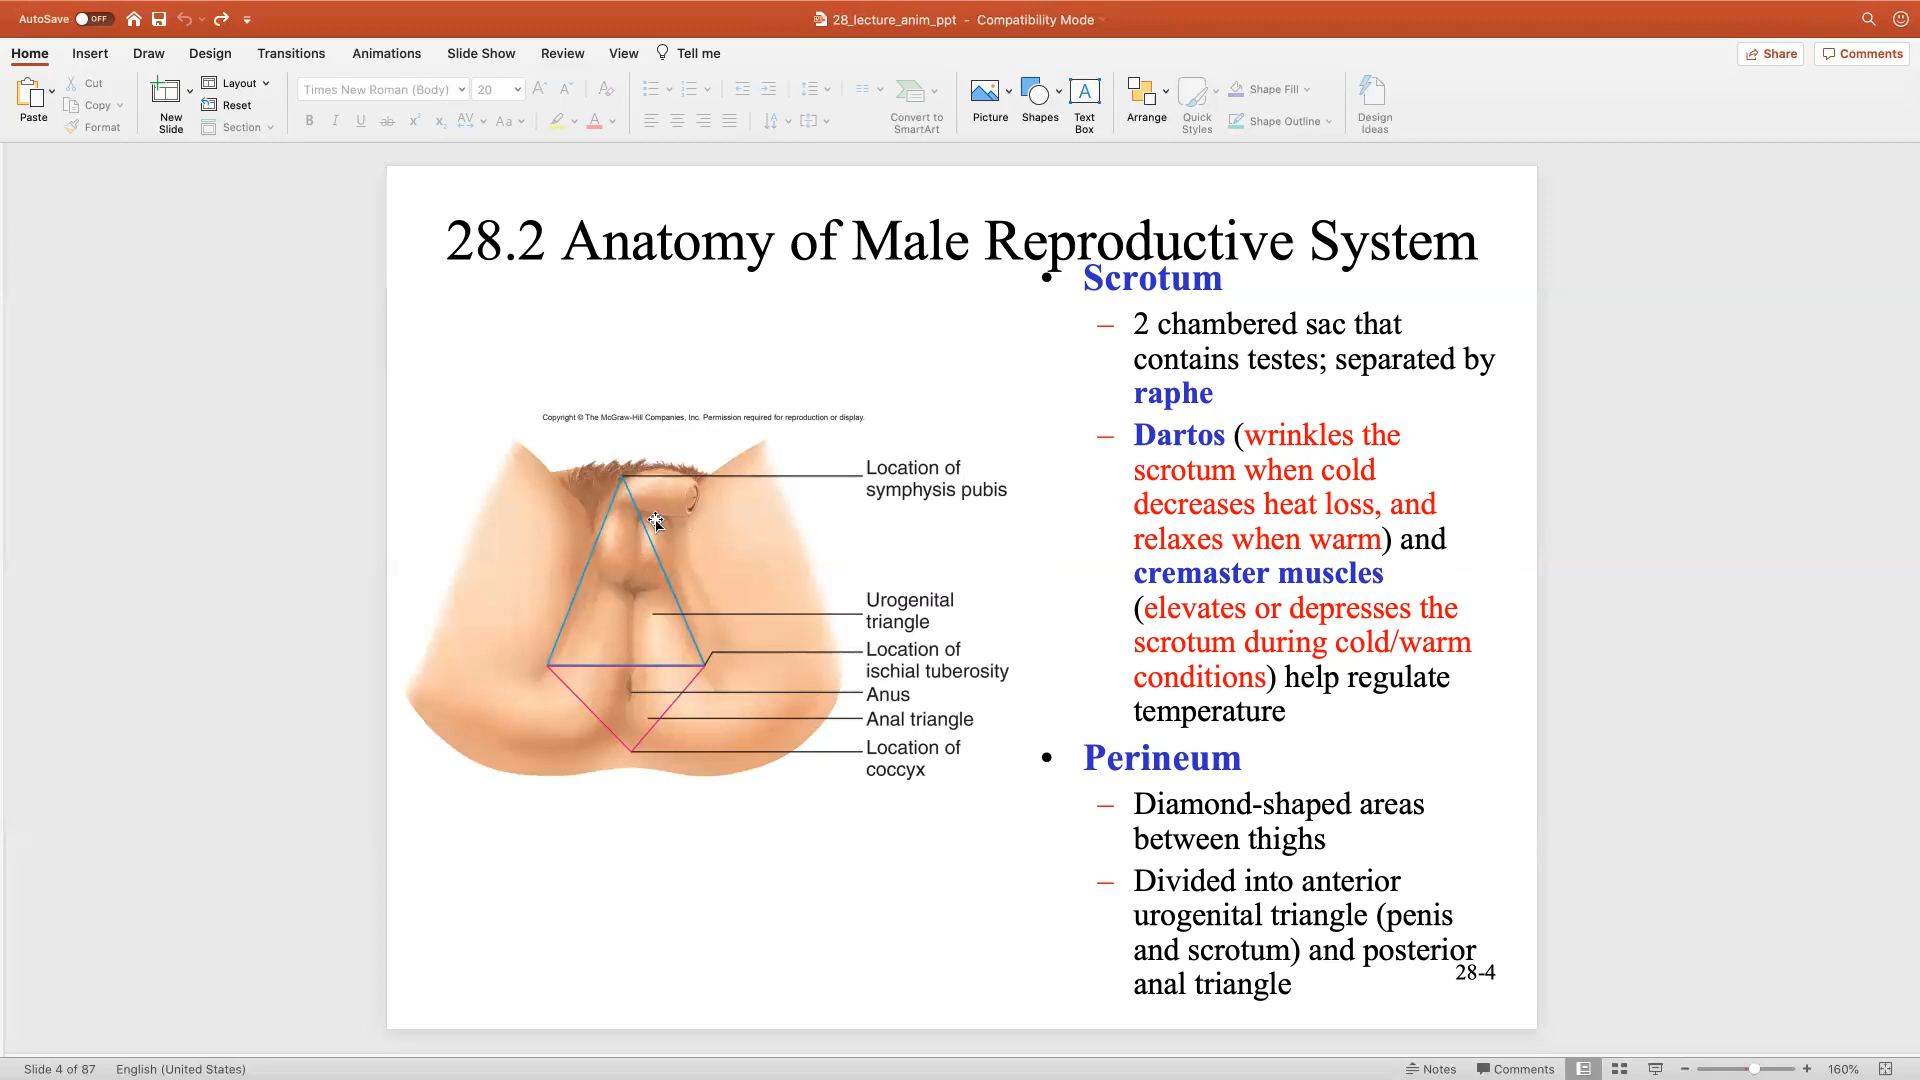 AutoSave OFF
28_lecture_anim_ppt - Compatibility Mode
Home Insert Draw Design Transitions Animations Slide Show Review View Tell me Share Comments
Paste
Cut
Copy
Format
New Slide
Layout
Reset
Section
Times New Roman (Body) 20
B I U ab X² X₂ AV Aa A
Convert to SmartArt
Picture
Shapes
Text Box
Arrange
Quick Styles
Shape Fill
Shape Outline
Design Ideas
28.2 Anatomy of Male Reproductive System
Copyright © The McGraw-Hill Companies, Inc. Permission required for reproduction or display.
Location of
symphysis pubis
Urogenital
triangle
Location of
ischial tuberosity
Anus
Anal triangle
Location of
coccyx
• Scrotum
– 2 chambered sac that
contains testes; separated by
raphe
– Dartos (wrinkles the
scrotum when cold
decreases heat loss, and
relaxes when warm) and
cremaster muscles
(elevates or depresses the
scrotum during cold/warm
conditions) help regulate
temperature
• Perineum
– Diamond-shaped areas
between thighs
– Divided into anterior
urogenital triangle (penis
and scrotum) and posterior
anal triangle
28-4
Slide 4 of 87 English (United States) Notes Comments 160%